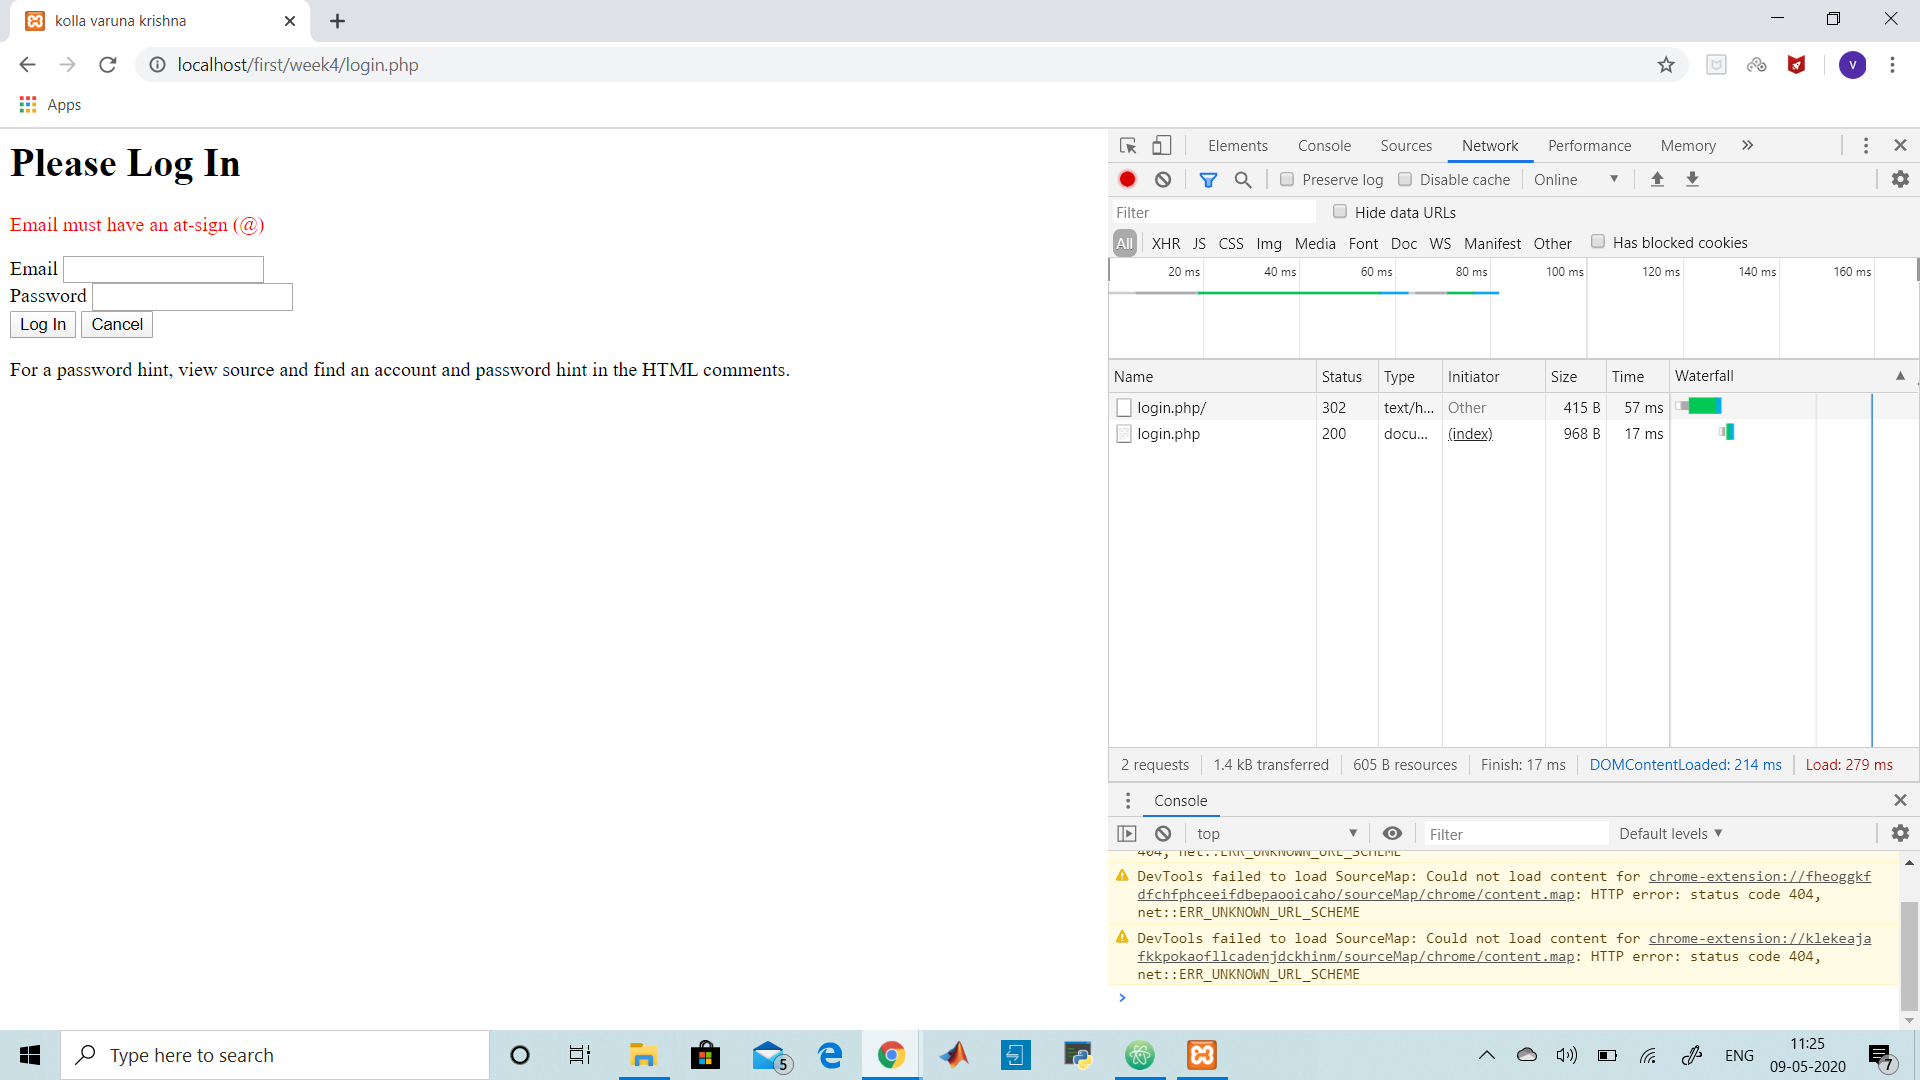 kolla varuna krishna
localhost/first/week4/login.php
V
Apps
Please Log In
Email must have an at-sign (@)
Email
Password
Log In Cancel
For a password hint, view source and find an account and password hint in the HTML comments.
Elements Console Sources Network Performance Memory »
Preserve log Disable cache Online
Filter Hide data URLs
All XHR JS CSS Img Media Font Doc WS Manifest Other Has blocked cookies
20 ms 40 ms 60 ms 80 ms 100 ms 120 ms 140 ms 160 ms
Name Status Type Initiator Size Time Waterfall
login.php/ 302 text/h... Other 415 B 57 ms
login.php 200 docu... (index) 968 B 17 ms
2 requests 1.4 kB transferred 605 B resources Finish: 17 ms DOMContentLoaded: 214 ms Load: 279 ms
Console
top Filter Default levels
404, net::ERR_UNKNOWN_URL_SCHEME
DevTools failed to load SourceMap: Could not load content for chrome-extension://fheoggkf
dfchfphceeifdbepaooicaho/sourceMap/chrome/content.map: HTTP error: status code 404,
net::ERR_UNKNOWN_URL_SCHEME
DevTools failed to load SourceMap: Could not load content for chrome-extension://klekeaja
fkkpokaofllcadenjdckhinm/sourceMap/chrome/content.map: HTTP error: status code 404,
net::ERR_UNKNOWN_URL_SCHEME
>
Type here to search
5
ENG
11:25
09-05-2020
7